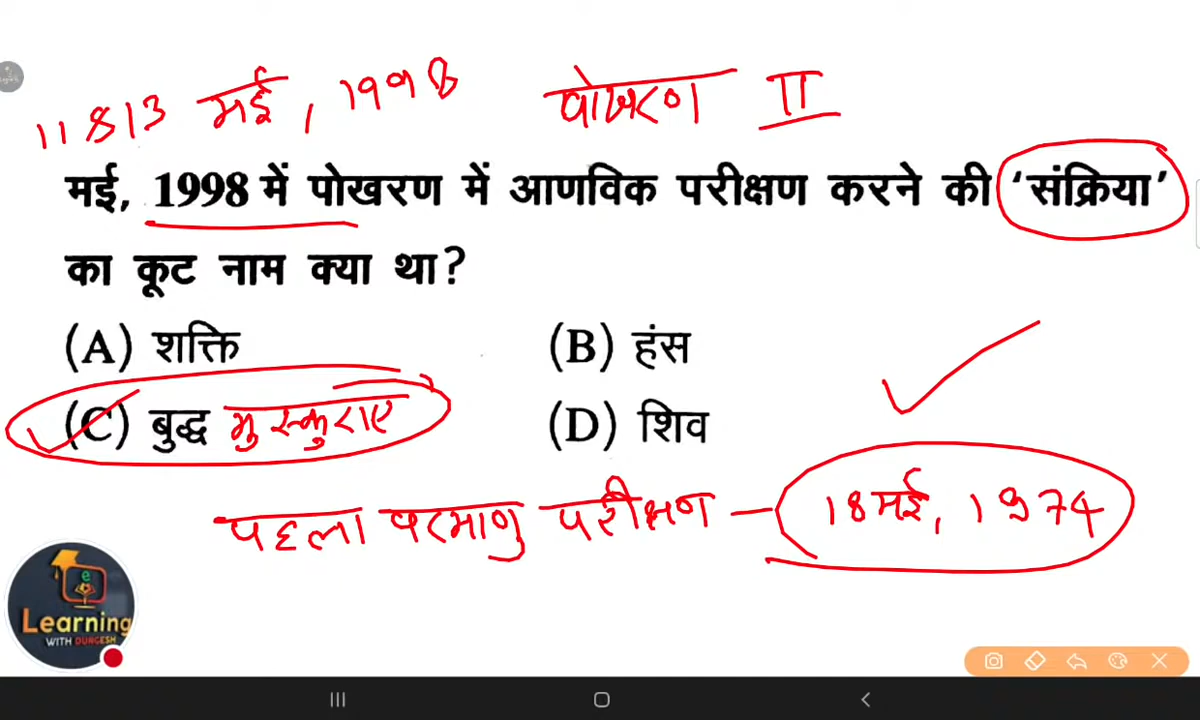 11 & 13 मई, 1998 पोखरण II
मई, 1998 में पोखरण में आणविक परीक्षण करने की ‘संक्रिया’
का कूट नाम क्या था?
(A) शक्ति (B) हंस
(C) बुद्ध मुस्कुराए (D) शिव
पहला परमाणु परीक्षण – 18 मई, 1974
e
Learning
WITH DURGESH